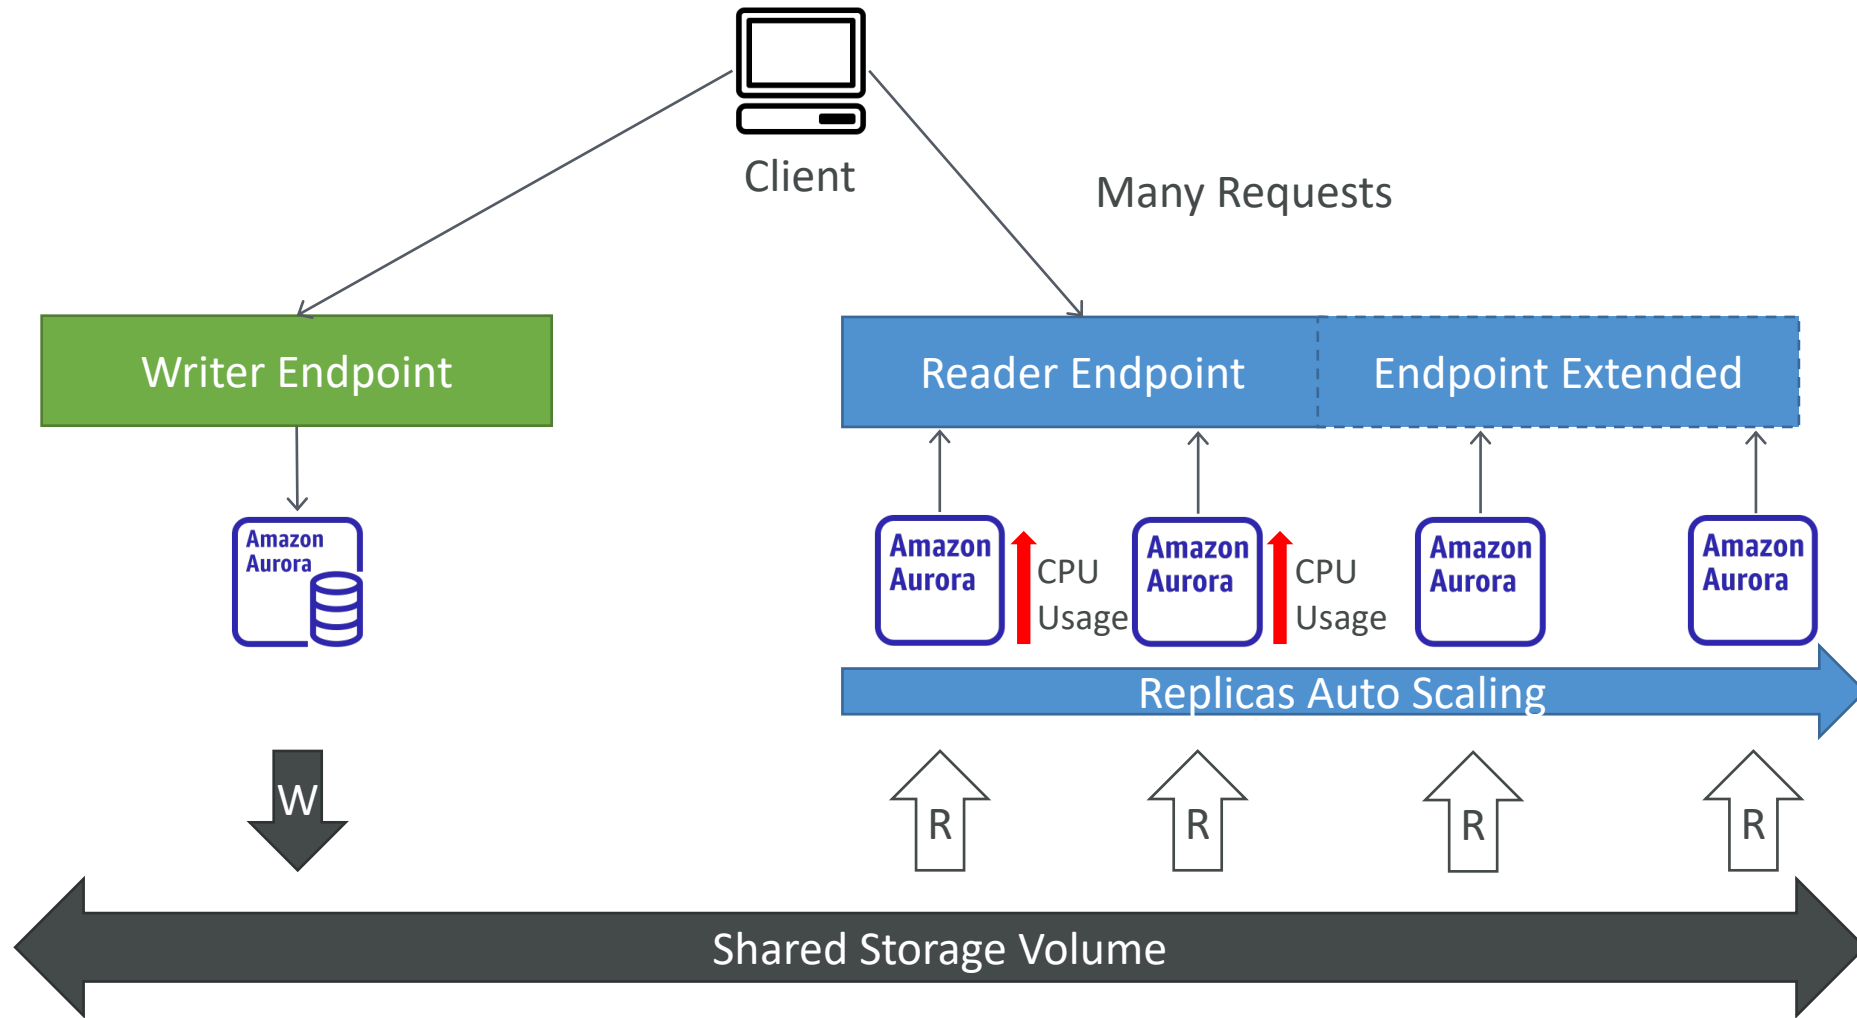 Client
Many Requests
Writer Endpoint
Reader Endpoint
Endpoint Extended
Amazon
Aurora
Amazon
Aurora
CPU
Usage
Amazon
Aurora
CPU
Usage
Amazon
Aurora
Amazon
Aurora
Replicas Auto Scaling
W
R
R
R
R
Shared Storage Volume